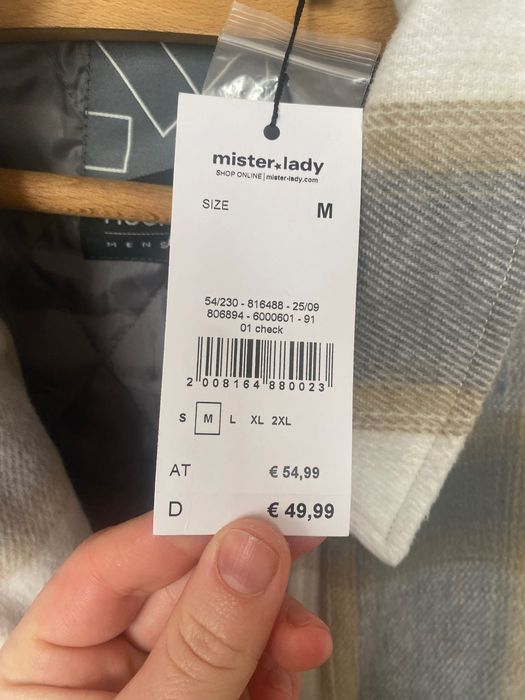 mister★lady
SHOP ONLINE | mister-lady.com
SIZE M
54/230 - 816488 - 25/09
806894 - 6000601 - 91
01 check
2 008164 880023
S M L XL 2XL
AT € 54,99
D € 49,99
MENS